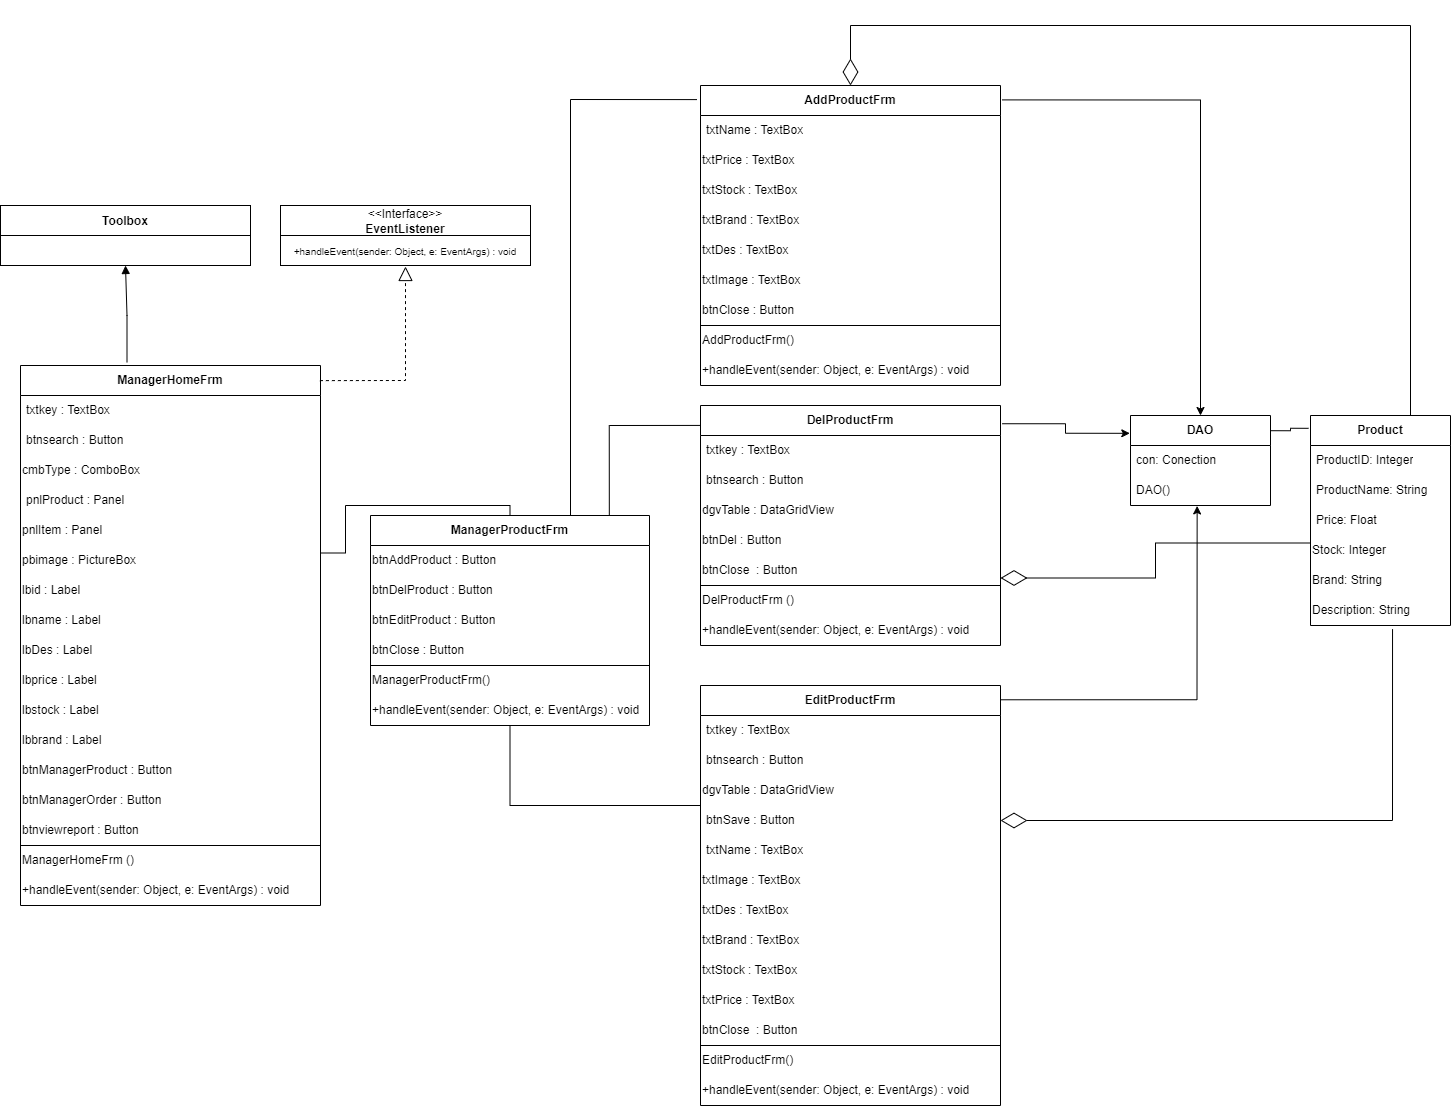 Toolbox
<<Interface>>
EventListener
+handleEvent(sender: Object, e: EventArgs) : void
ManagerHomeFrm
txtkey : TextBox
btnsearch : Button
cmbType : ComboBox
pnlProduct : Panel
pnlItem : Panel
pbimage : PictureBox
lbid : Label
lbname : Label
lbDes : Label
lbprice : Label
lbstock : Label
lbbrand : Label
btnManagerProduct : Button
btnManagerOrder : Button
btnviewreport : Button
ManagerHomeFrm ()
+handleEvent(sender: Object, e: EventArgs) : void
ManagerProductFrm
btnAddProduct : Button
btnDelProduct : Button
btnEditProduct : Button
btnClose : Button
ManagerProductFrm()
+handleEvent(sender: Object, e: EventArgs) : void
AddProductFrm
txtName : TextBox
txtPrice : TextBox
txtStock : TextBox
txtBrand : TextBox
txtDes : TextBox
txtImage : TextBox
btnClose : Button
AddProductFrm()
+handleEvent(sender: Object, e: EventArgs) : void
DelProductFrm
txtkey : TextBox
btnsearch : Button
dgvTable : DataGridView
btnDel : Button
btnClose  : Button
DelProductFrm ()
+handleEvent(sender: Object, e: EventArgs) : void
EditProductFrm
txtkey : TextBox
btnsearch : Button
dgvTable : DataGridView
btnSave : Button
txtName : TextBox
txtImage : TextBox
txtDes : TextBox
txtBrand : TextBox
txtStock : TextBox
txtPrice : TextBox
btnClose  : Button
EditProductFrm()
+handleEvent(sender: Object, e: EventArgs) : void
DAO
con: Conection
DAO()
Product
ProductID: Integer
ProductName: String
Price: Float
Stock: Integer
Brand: String
Description: String